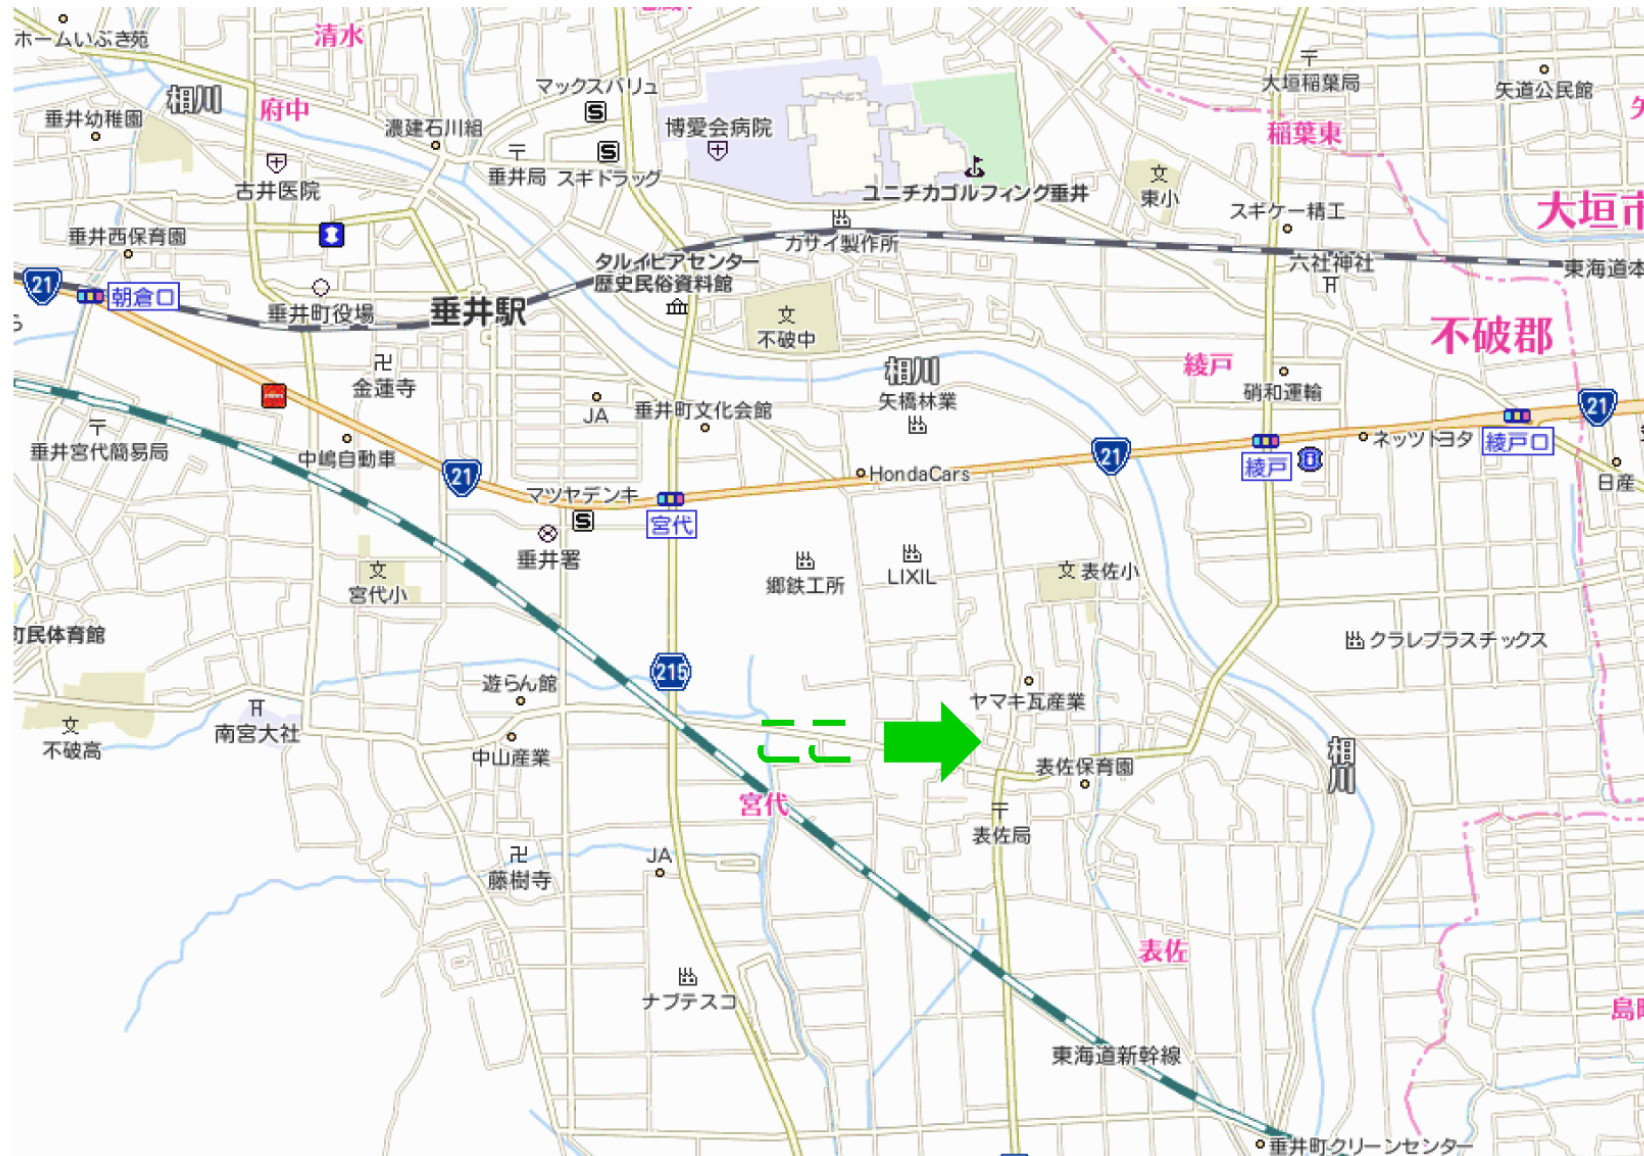 ホームいぶき苑
清水
マックスバリュ
大垣稲葉局
矢道公民館
相川
府中
垂井幼稚園
濃建石川組
博愛会病院
稲葉東
垂井局
スギドラッグ
古井医院
ユニチカゴルフィング垂井
東小
スギケー精工
大垣市
垂井西保育園
カサイ製作所
タルイピアセンター
歴史民俗資料館
六社神社
東海道本
21
朝倉口
垂井町役場
垂井駅
不破中
不破郡
金蓮寺
相川
綾戸
JA
垂井町文化会館
矢橋林業
硝和運輸
21
垂井宮代簡易局
中嶋自動車
21
HondaCars
21
綾戸
ネッツトヨタ
綾戸口
日産
マツヤデンキ
宮代
垂井署
郷鉄工所
LIXIL
表佐小
宮代小
町民体育館
クラレプラスチックス
215
遊らん館
ヤマキ瓦産業
不破高
南宮大社
中山産業
表佐保育園
相川
宮代
表佐局
JA
藤樹寺
表佐
ナブテスコ
東海道新幹線
垂井町クリーンセンター